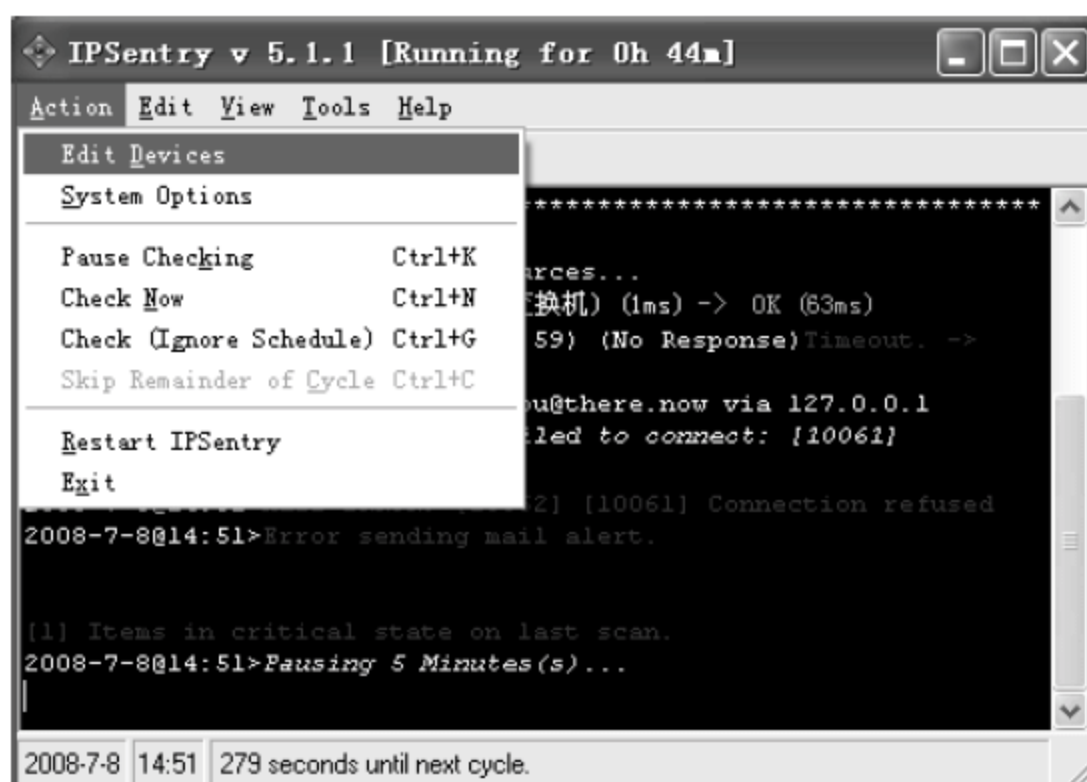 IPSentry v 5.1.1 [Running for 0h 44m]
Action Edit View Tools Help
Edit Devices
System Options
Pause Checking Ctrl+K
Check Now Ctrl+N
Check (Ignore Schedule) Ctrl+G
Skip Remainder of Cycle Ctrl+C
Restart IPSentry
Exit
*********************************
rces...
换机) (1ms) -> OK (63ms)
59) (No Response)Timeout. ->
ou@there.now via 127.0.0.1
led to connect: [10061]
2] [10061] Connection refused
2008-7-8@14:51>Error sending mail alert.
[1] Items in critical state on last scan.
2008-7-8@14:51>Pausing 5 Minutes(s)...
2008-7-8 14:51 279 seconds until next cycle.